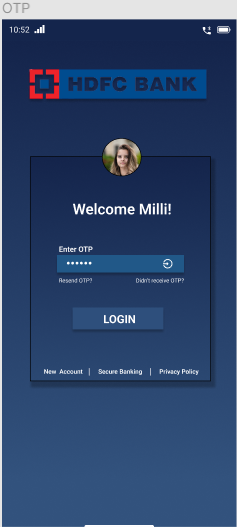 OTP
10:52
HDFC BANK
Welcome Milli!
Enter OTP
••••••
Resend OTP? Didn't receive OTP?
LOGIN
New Account | Secure Banking | Privacy Policy